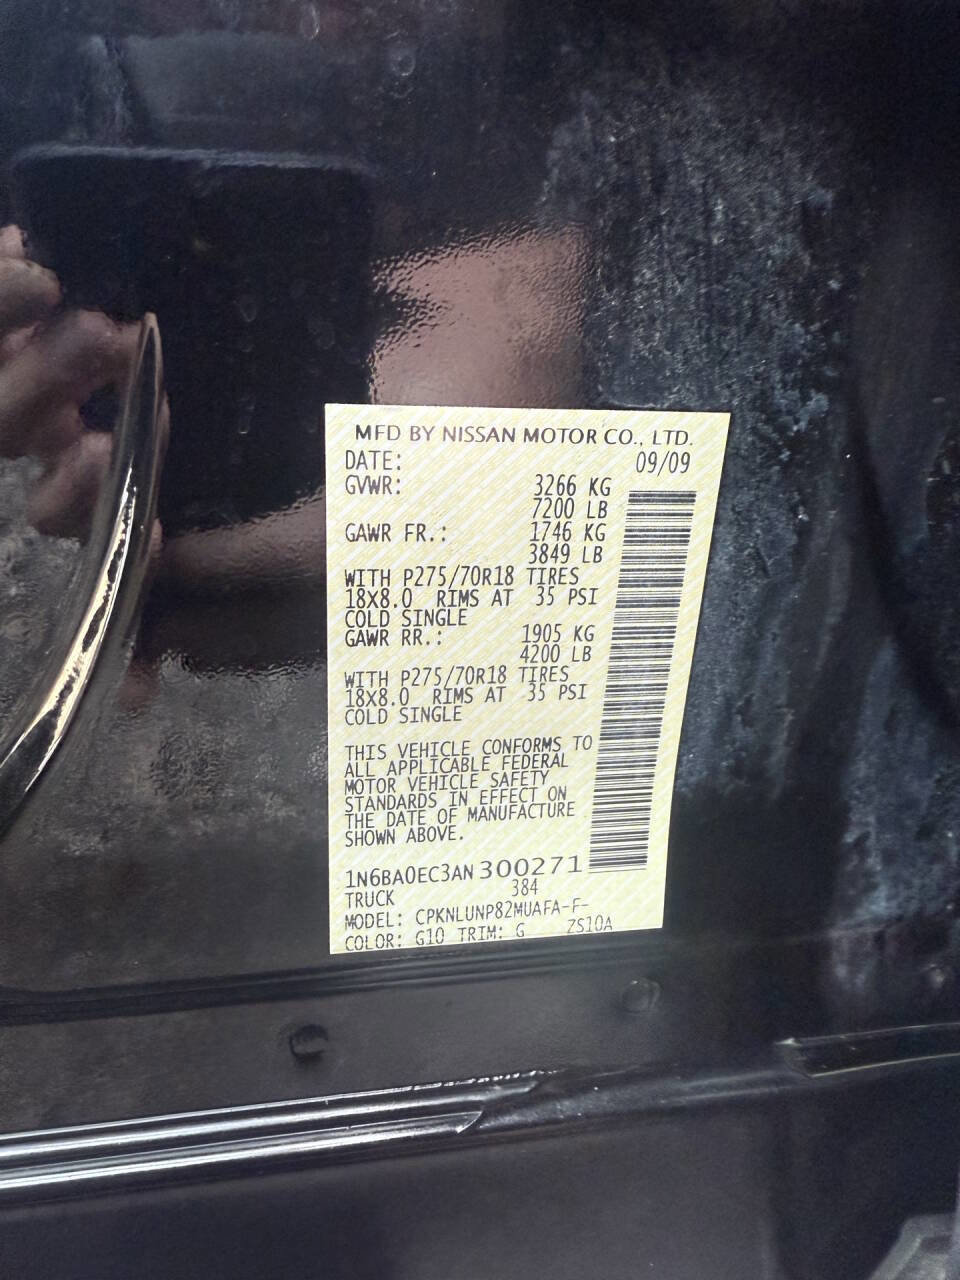 MFD BY NISSAN MOTOR CO., LTD.
DATE: 09/09
GVWR: 3266 KG
7200 LB
GAWR FR.: 1746 KG
3849 LB
WITH P275/70R18 TIRES
18X8.0 RIMS AT 35 PSI
COLD SINGLE
GAWR RR.: 1905 KG
4200 LB
WITH P275/70R18 TIRES
18X8.0 RIMS AT 35 PSI
COLD SINGLE
THIS VEHICLE CONFORMS TO
ALL APPLICABLE FEDERAL
MOTOR VEHICLE SAFETY
STANDARDS IN EFFECT ON
THE DATE OF MANUFACTURE
SHOWN ABOVE.
1N6BA0EC3AN300271
TRUCK 384
MODEL: CPKNLUNP82MUAFA-F-
COLOR: G10 TRIM: G ZS10A